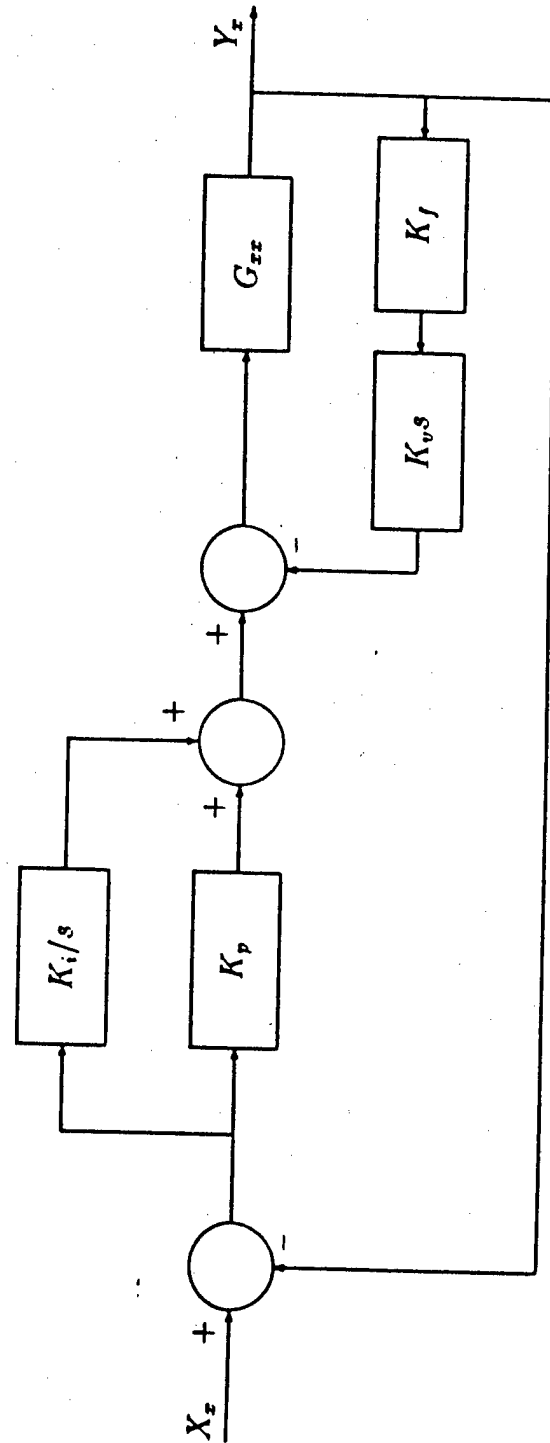 X_x
+
-
K_i/s
K_p
+
+
+
-
G_xx
K_v s
K_f
Y_x